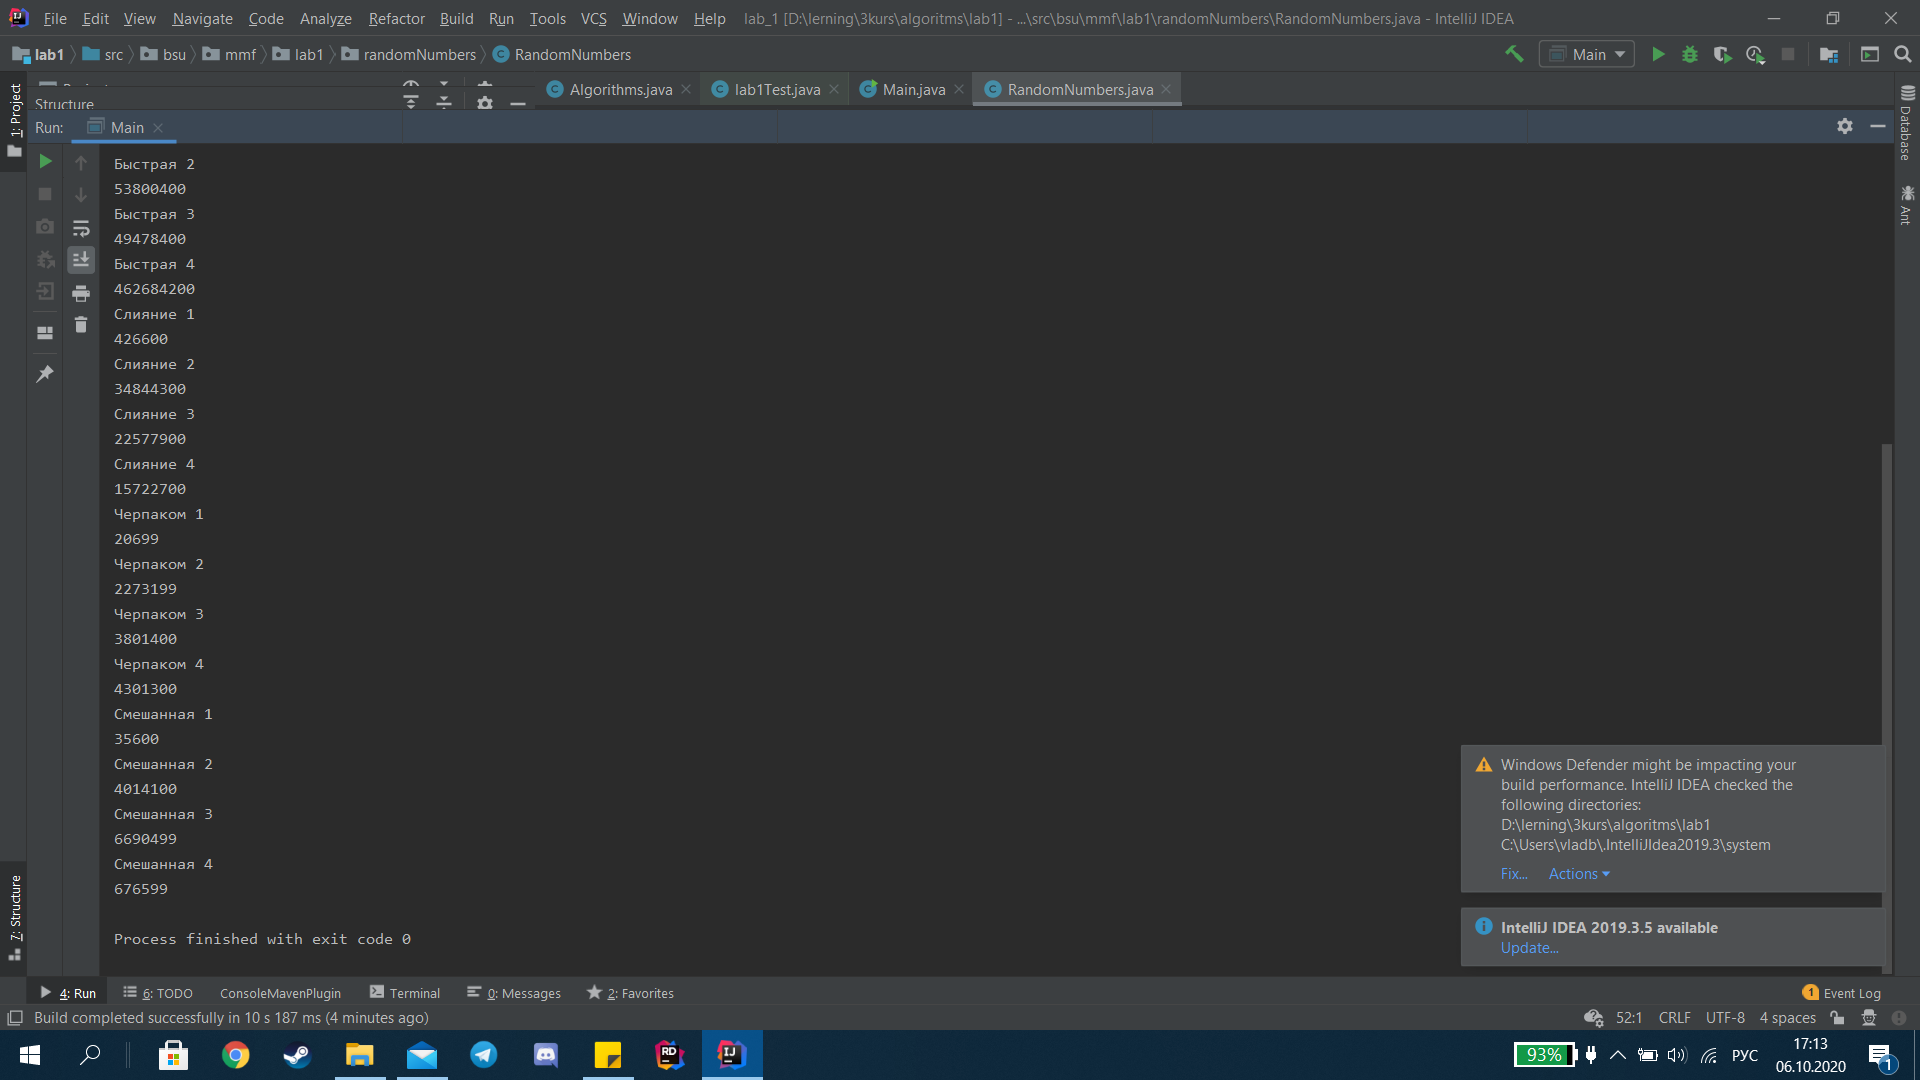 File Edit View Navigate Code Analyze Refactor Build Run Tools VCS Window Help lab_1 [D:\lerning\3kurs\algoritms\lab1] - ...\src\bsu\mmf\lab1\randomNumbers\RandomNumbers.java - IntelliJ IDEA
lab1 src bsu mmf lab1 randomNumbers RandomNumbers Main
1: Project
Structure
Algorithms.java lab1Test.java Main.java RandomNumbers.java
Database
Ant
Run: Main
Быстрая 2
53800400
Быстрая 3
49478400
Быстрая 4
462684200
Слияние 1
426600
Слияние 2
34844300
Слияние 3
22577900
Слияние 4
15722700
Черпаком 1
20699
Черпаком 2
2273199
Черпаком 3
3801400
Черпаком 4
4301300
Смешанная 1
35600
Смешанная 2
4014100
Смешанная 3
6690499
Смешанная 4
676599
Process finished with exit code 0
Windows Defender might be impacting your
build performance. IntelliJ IDEA checked the
following directories:
D:\lerning\3kurs\algoritms\lab1
C:\Users\vladb\.IntelliJIdea2019.3\system
Fix... Actions
IntelliJ IDEA 2019.3.5 available
Update...
7: Structure
4: Run 6: TODO ConsoleMavenPlugin Terminal 0: Messages 2: Favorites 1 Event Log
Build completed successfully in 10 s 187 ms (4 minutes ago) 52:1 CRLF UTF-8 4 spaces
93% РУС 17:13
06.10.2020 1